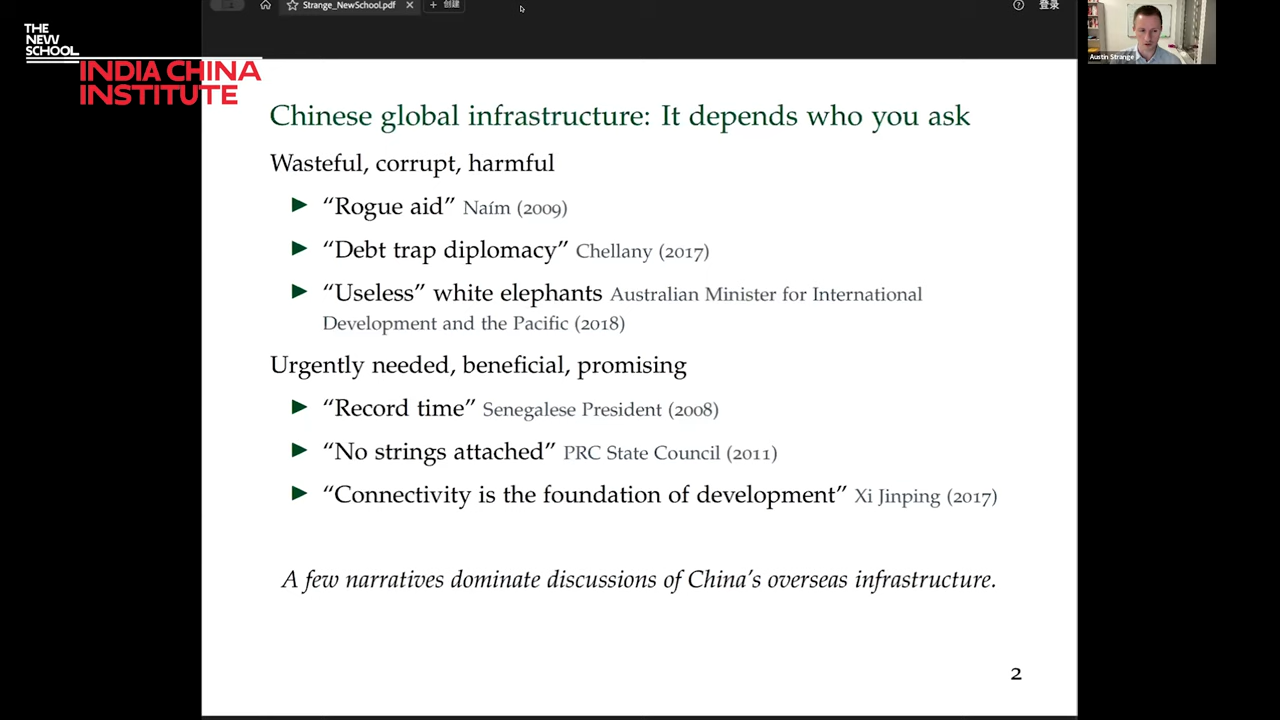 Strange_NewSchool.pdf
创建
登录
Austin Strange
THE
NEW
SCHOOL
INDIA CHINA
INSTITUTE
Chinese global infrastructure: It depends who you ask
Wasteful, corrupt, harmful
“Rogue aid” Naím (2009)
“Debt trap diplomacy” Chellany (2017)
“Useless” white elephants Australian Minister for International
Development and the Pacific (2018)
Urgently needed, beneficial, promising
“Record time” Senegalese President (2008)
“No strings attached” PRC State Council (2011)
“Connectivity is the foundation of development” Xi Jinping (2017)
A few narratives dominate discussions of China’s overseas infrastructure.
2